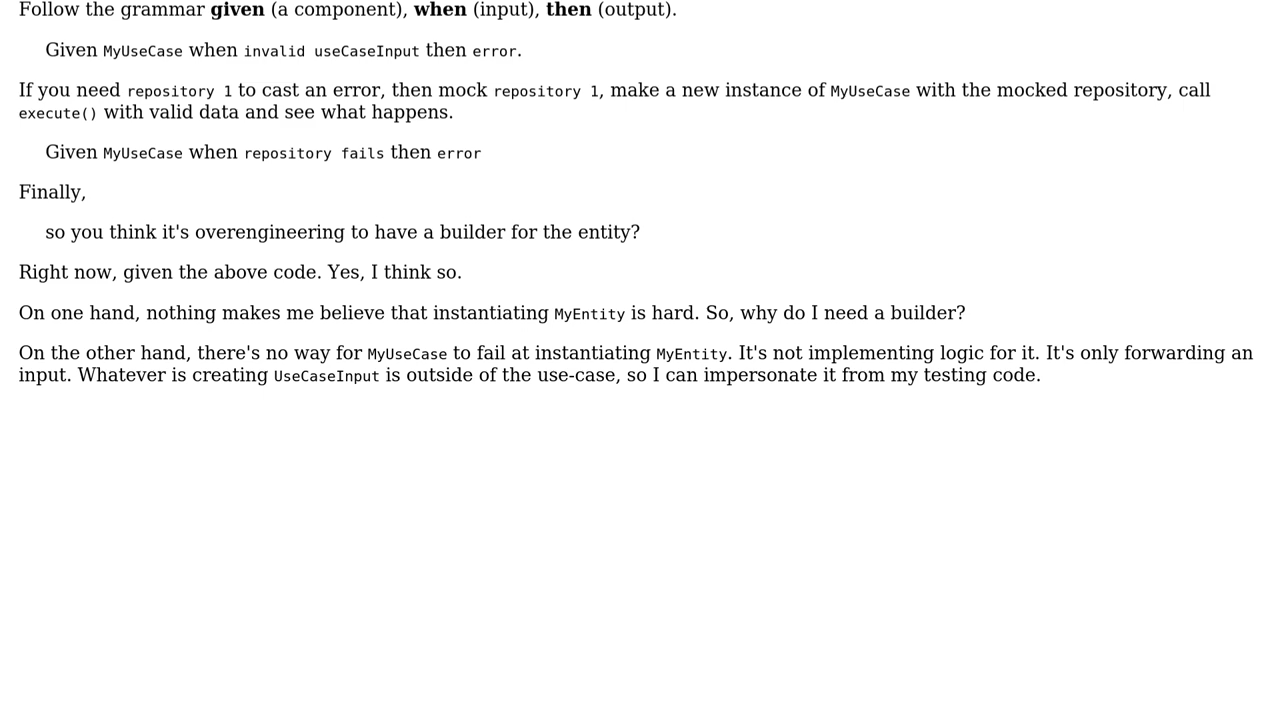 Follow the grammar given (a component), when (input), then (output).
Given MyUseCase when invalid useCaseInput then error.
If you need repository 1 to cast an error, then mock repository 1, make a new instance of MyUseCase with the mocked repository, call
execute() with valid data and see what happens.
Given MyUseCase when repository fails then error
Finally,
so you think it's overengineering to have a builder for the entity?
Right now, given the above code. Yes, I think so.
On one hand, nothing makes me believe that instantiating MyEntity is hard. So, why do I need a builder?
On the other hand, there's no way for MyUseCase to fail at instantiating MyEntity. It's not implementing logic for it. It's only forwarding an
input. Whatever is creating UseCaseInput is outside of the use-case, so I can impersonate it from my testing code.